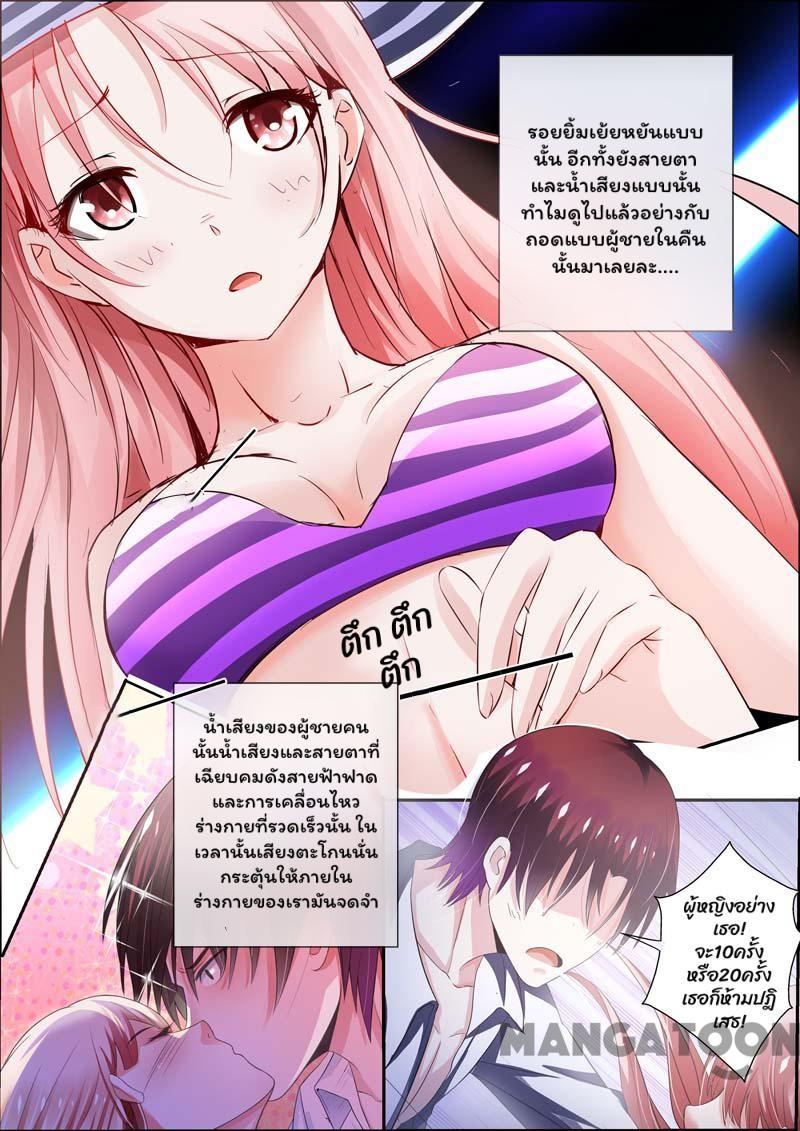 รอยยิ้มเย้ยหยันแบบ
นั้น อีกทั้งยังสายตา
และน้ำเสียงแบบนั้น
ทำไมดูไปแล้วอย่างกับ
ถอดแบบผู้ชายในคืน
นั้นมาเลยละ....
ตึก ตึก
ตึก
น้ำเสียงของผู้ชายคน
นั้นน้ำเสียงและสายตาที่
เฉียบคมดังสายฟ้าฟาด
และการเคลื่อนไหว
ร่างกายที่รวดเร็วนั้น ใน
เวลานั้นเสียงตะโกนนั่น
กระตุ้นให้ภายใน
ร่างกายของเรามันจดจำ
ผู้หญิงอย่าง
เธอ!
จะ10ครั้ง
หรือ20ครั้ง
เธอก็ห้ามปฎิ
เสธ!
MANGATOON